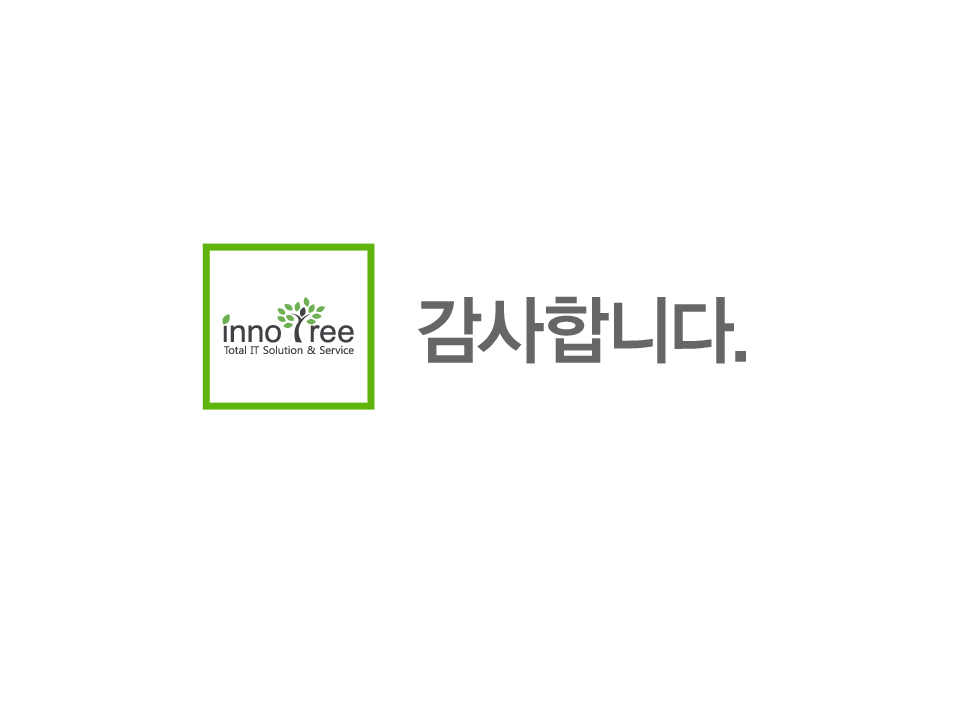 innoTree
Total IT Solution & Service
감사합니다.